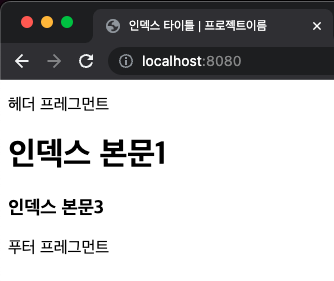 인덱스 타이틀 | 프로젝트이름
localhost:8080
헤더 프레그먼트
인덱스 본문1
인덱스 본문3
푸터 프레그먼트